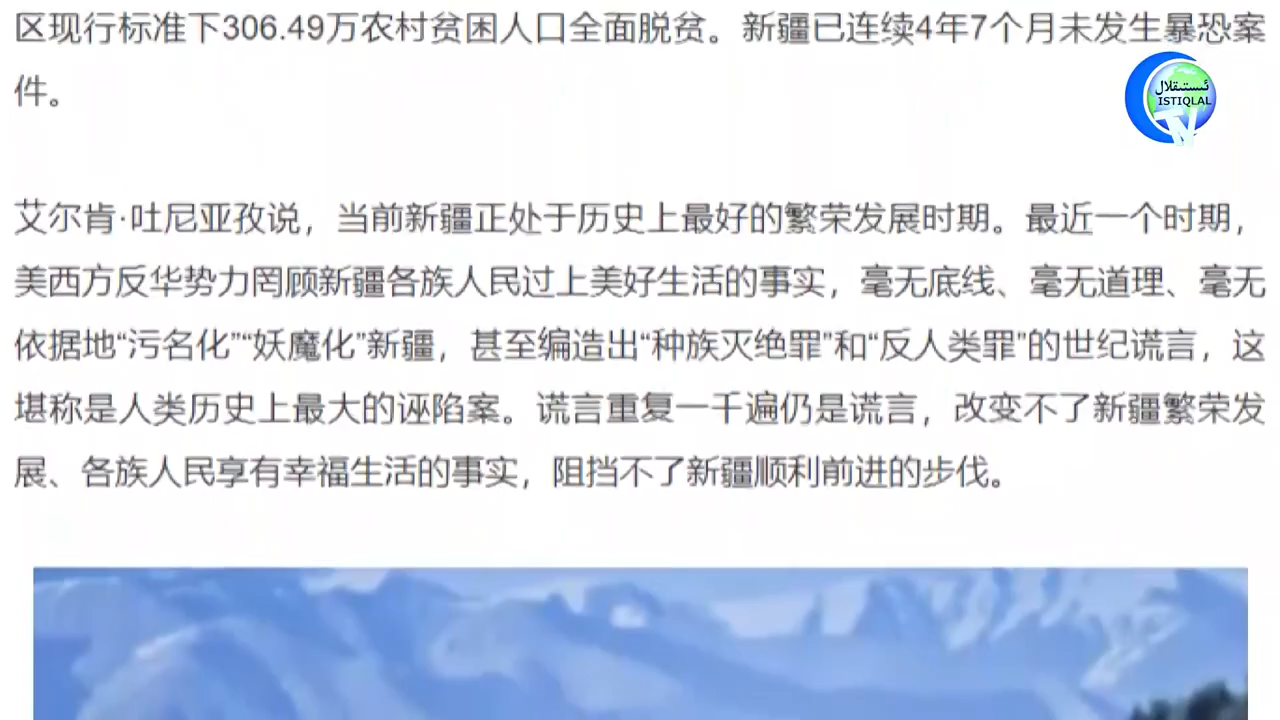 区现行标准下306.49万农村贫困人口全面脱贫。新疆已连续4年7个月未发生暴恐案
件。
ئىستىقلال
ISTIQLAL
TV
艾尔肯·吐尼亚孜说，当前新疆正处于历史上最好的繁荣发展时期。最近一个时期，
美西方反华势力罔顾新疆各族人民过上美好生活的事实，毫无底线、毫无道理、毫无
依据地“污名化”“妖魔化”新疆，甚至编造出“种族灭绝罪”和“反人类罪”的世纪谎言，这
堪称是人类历史上最大的诬陷案。谎言重复一千遍仍是谎言，改变不了新疆繁荣发
展、各族人民享有幸福生活的事实，阻挡不了新疆顺利前进的步伐。